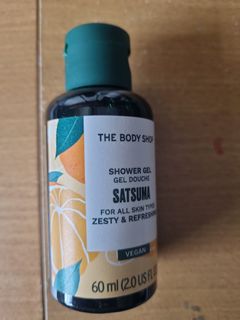 THE BODY SHOP
SHOWER GEL
GEL DOUCHE
SATSUMA
FOR ALL SKIN TYPES
ZESTY & REFRESHING
VEGAN
60 ml (2.0 US FL